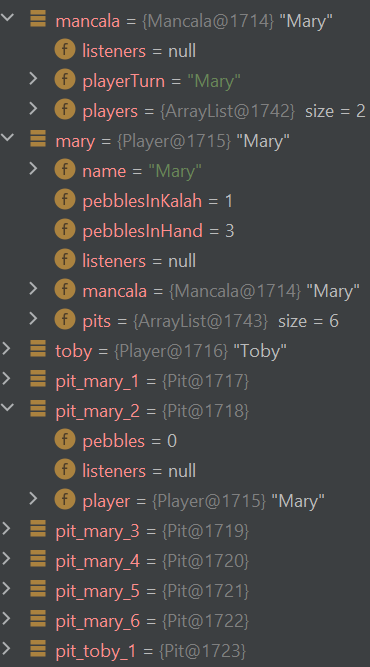 mancala = {Mancala@1714} "Mary"
f listeners = null
f playerTurn = "Mary"
f players = {ArrayList@1742} size = 2
mary = {Player@1715} "Mary"
f name = "Mary"
f pebblesInKalah = 1
f pebblesInHand = 3
f listeners = null
f mancala = {Mancala@1714} "Mary"
f pits = {ArrayList@1743} size = 6
toby = {Player@1716} "Toby"
pit_mary_1 = {Pit@1717}
pit_mary_2 = {Pit@1718}
f pebbles = 0
f listeners = null
f player = {Player@1715} "Mary"
pit_mary_3 = {Pit@1719}
pit_mary_4 = {Pit@1720}
pit_mary_5 = {Pit@1721}
pit_mary_6 = {Pit@1722}
pit_toby_1 = {Pit@1723}